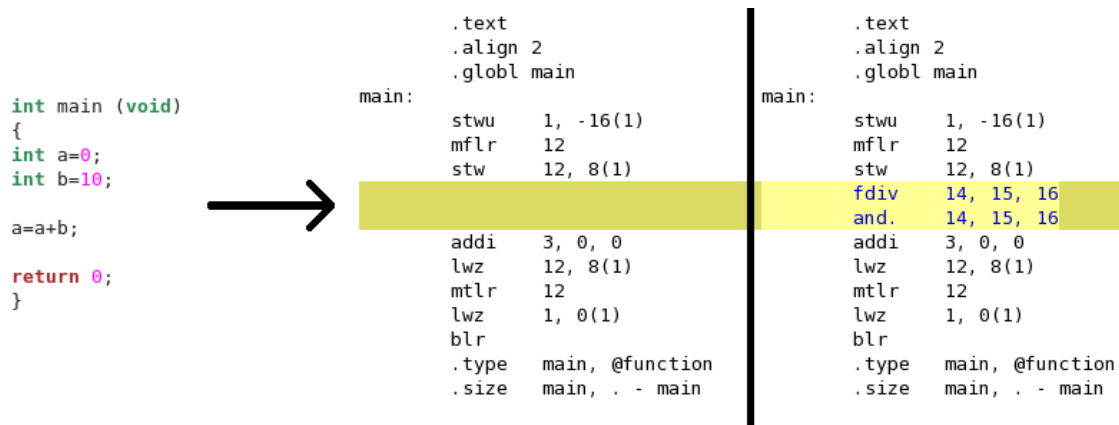 int main (void)
{
int a=0;
int b=10;
a=a+b;
return 0;
}
.text
.align 2
.globl main
main:
stwu 1, -16(1)
mflr 12
stw 12, 8(1)
addi 3, 0, 0
lwz 12, 8(1)
mtlr 12
lwz 1, 0(1)
blr
.type main, @function
.size main, . - main
.text
.align 2
.globl main
main:
stwu 1, -16(1)
mflr 12
stw 12, 8(1)
fdiv 14, 15, 16
and. 14, 15, 16
addi 3, 0, 0
lwz 12, 8(1)
mtlr 12
lwz 1, 0(1)
blr
.type main, @function
.size main, . - main